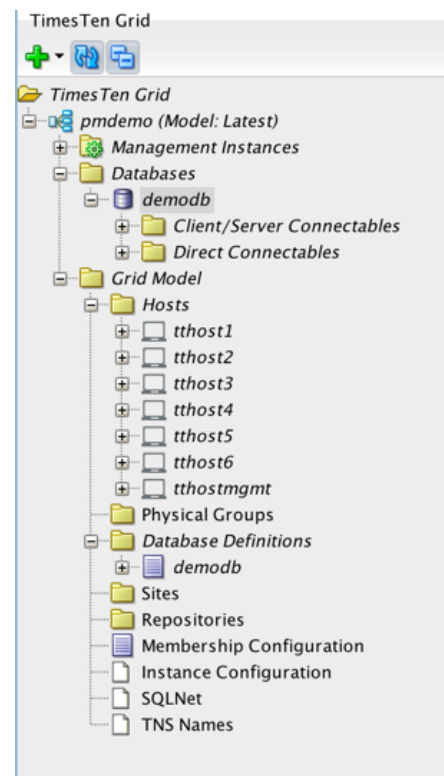 TimesTen Grid
TimesTen Grid
pmdemo (Model: Latest)
Management Instances
Databases
demodb
Client/Server Connectables
Direct Connectables
Grid Model
Hosts
tthost1
tthost2
tthost3
tthost4
tthost5
tthost6
tthostmgmt
Physical Groups
Database Definitions
demodb
Sites
Repositories
Membership Configuration
Instance Configuration
SQLNet
TNS Names